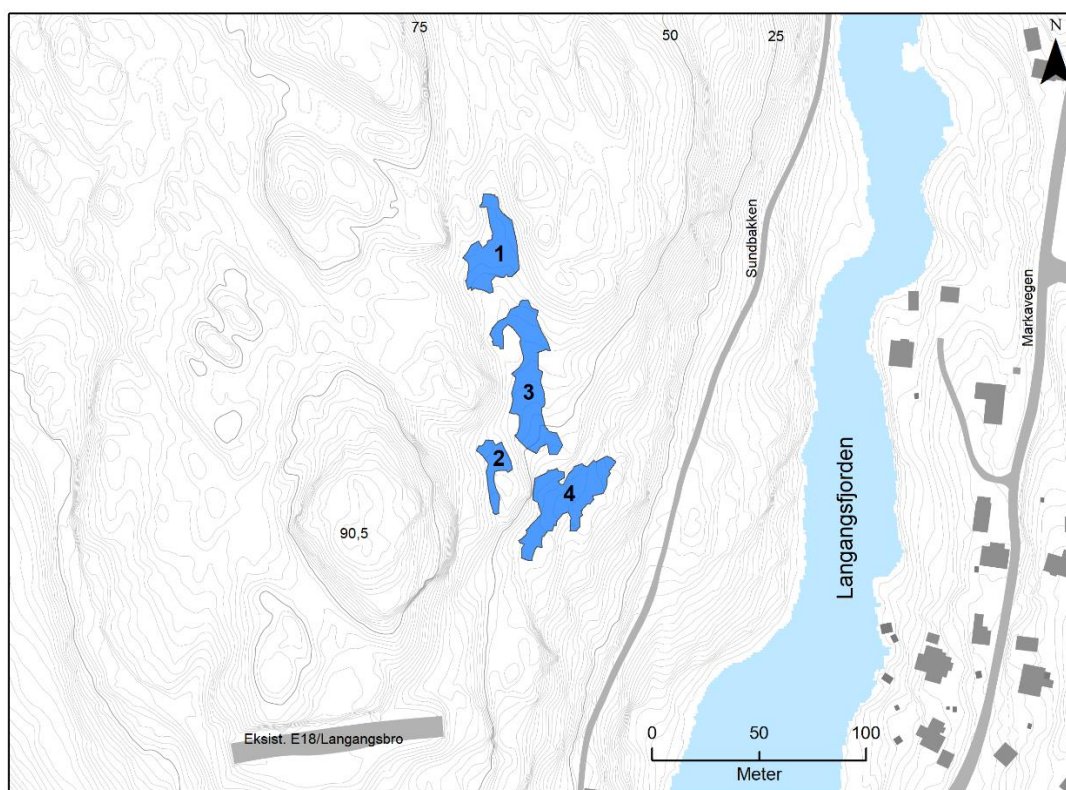 75
50
25
N
Sundbakken
Markavegen
1
3
2
4
90,5
Langangsfjorden
Eksist. E18/Langangsbro
0
50
100
Meter